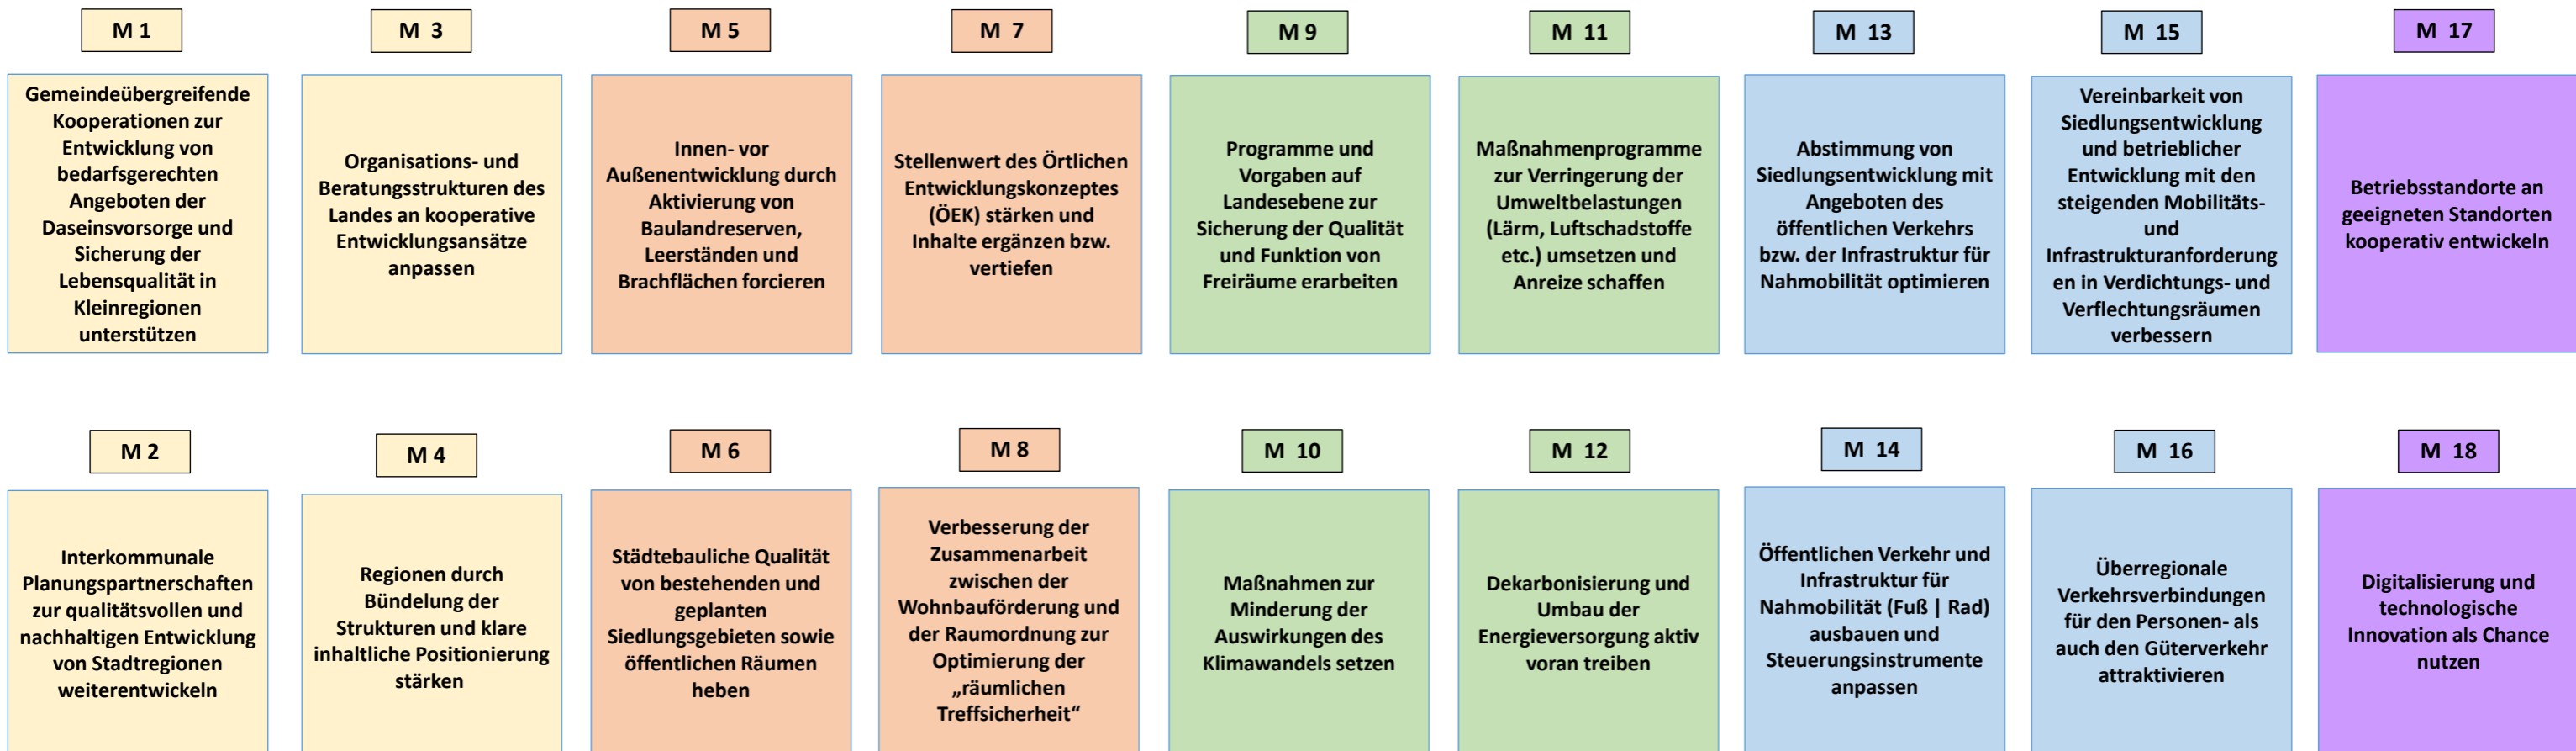 M 1
Gemeindeübergreifende
Kooperationen zur
Entwicklung von
bedarfsgerechten
Angeboten der
Daseinsvorsorge und
Sicherung der
Lebensqualität in
Kleinregionen
unterstützen
M 3
Organisations- und
Beratungsstrukturen des
Landes an kooperative
Entwicklungsansätze
anpassen
M 5
Innen- vor
Außenentwicklung durch
Aktivierung von
Baulandreserven,
Leerständen und
Brachflächen forcieren
M 7
Stellenwert des Örtlichen
Entwicklungskonzeptes
(ÖEK) stärken und
Inhalte ergänzen bzw.
vertiefen
M 9
Programme und
Vorgaben auf
Landesebene zur
Sicherung der Qualität
und Funktion von
Freiräume erarbeiten
M 11
Maßnahmenprogramme
zur Verringerung der
Umweltbelastungen
(Lärm, Luftschadstoffe
etc.) umsetzen und
Anreize schaffen
M 13
Abstimmung von
Siedlungsentwicklung mit
Angeboten des
öffentlichen Verkehrs
bzw. der Infrastruktur für
Nahmobilität optimieren
M 15
Vereinbarkeit von
Siedlungsentwicklung
und betrieblicher
Entwicklung mit den
steigenden Mobilitäts-
und
Infrastrukturanforderung
en in Verdichtungs- und
Verflechtungsräumen
verbessern
M 17
Betriebsstandorte an
geeigneten Standorten
kooperativ entwickeln
M 2
Interkommunale
Planungspartnerschaften
zur qualitätsvollen und
nachhaltigen Entwicklung
von Stadtregionen
weiterentwickeln
M 4
Regionen durch
Bündelung der
Strukturen und klare
inhaltliche Positionierung
stärken
M 6
Städtebauliche Qualität
von bestehenden und
geplanten
Siedlungsgebieten sowie
öffentlichen Räumen
heben
M 8
Verbesserung der
Zusammenarbeit
zwischen der
Wohnbauförderung und
der Raumordnung zur
Optimierung der
„räumlichen
Treffsicherheit“
M 10
Maßnahmen zur
Minderung der
Auswirkungen des
Klimawandels setzen
M 12
Dekarbonisierung und
Umbau der
Energieversorgung aktiv
voran treiben
M 14
Öffentlichen Verkehr und
Infrastruktur für
Nahmobilität (Fuß | Rad)
ausbauen und
Steuerungsinstrumente
anpassen
M 16
Überregionale
Verkehrsverbindungen
für den Personen- als
auch den Güterverkehr
attraktivieren
M 18
Digitalisierung und
technologische
Innovation als Chance
nutzen